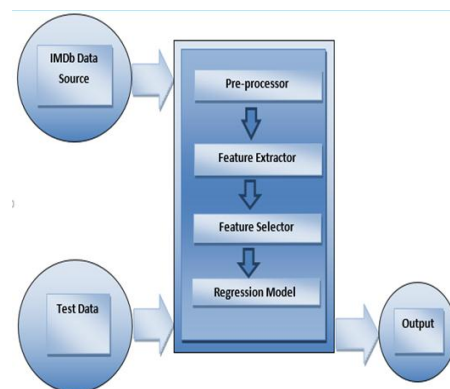 IMDb Data
Source
Pre-processor
Feature Extractor
Feature Selector
Regression Model
Test Data
Output